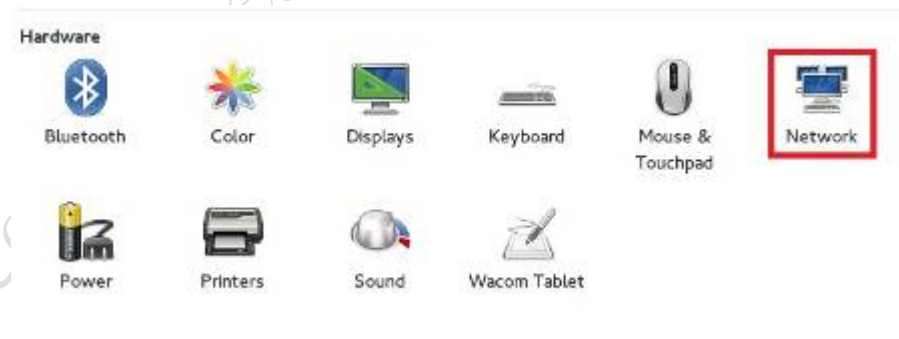 Hardware
Bluetooth
Color
Displays
Keyboard
Mouse &
Touchpad
Network
Power
Printers
Sound
Wacom Tablet